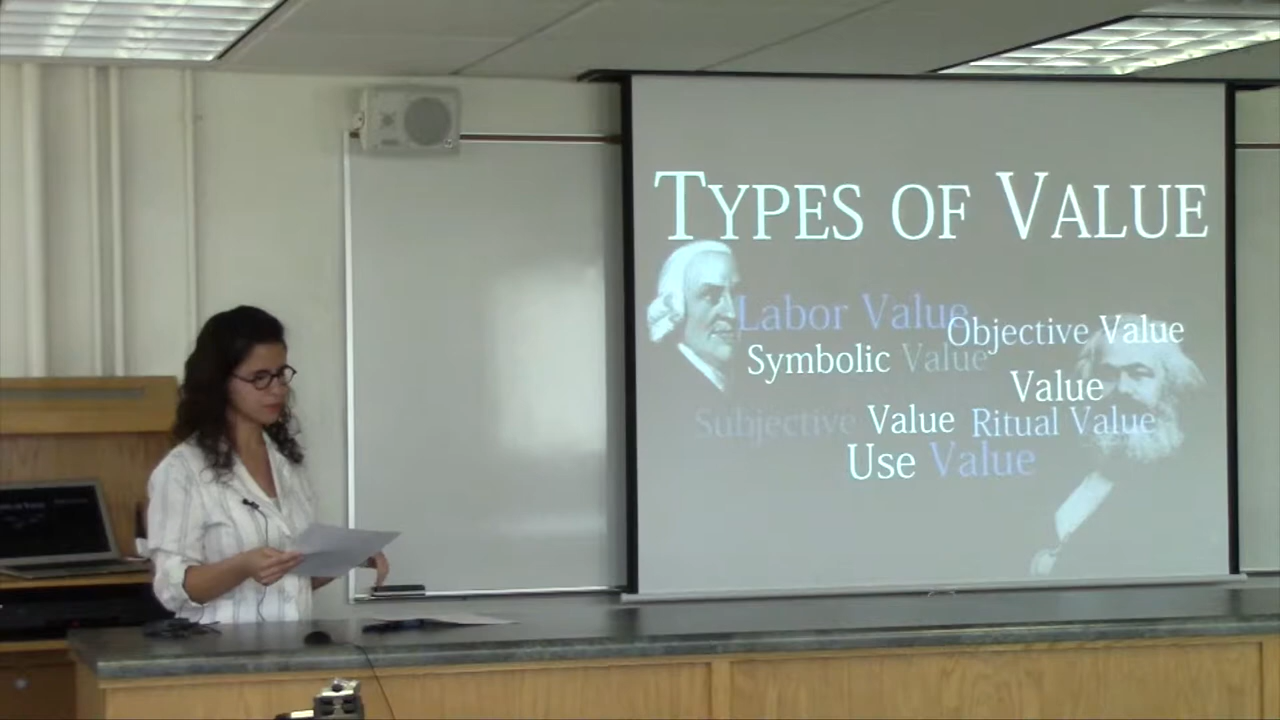 TYPES OF VALUE
Labor Value
Objective Value
Symbolic Value
Value
Subjective Value
Ritual Value
Use Value